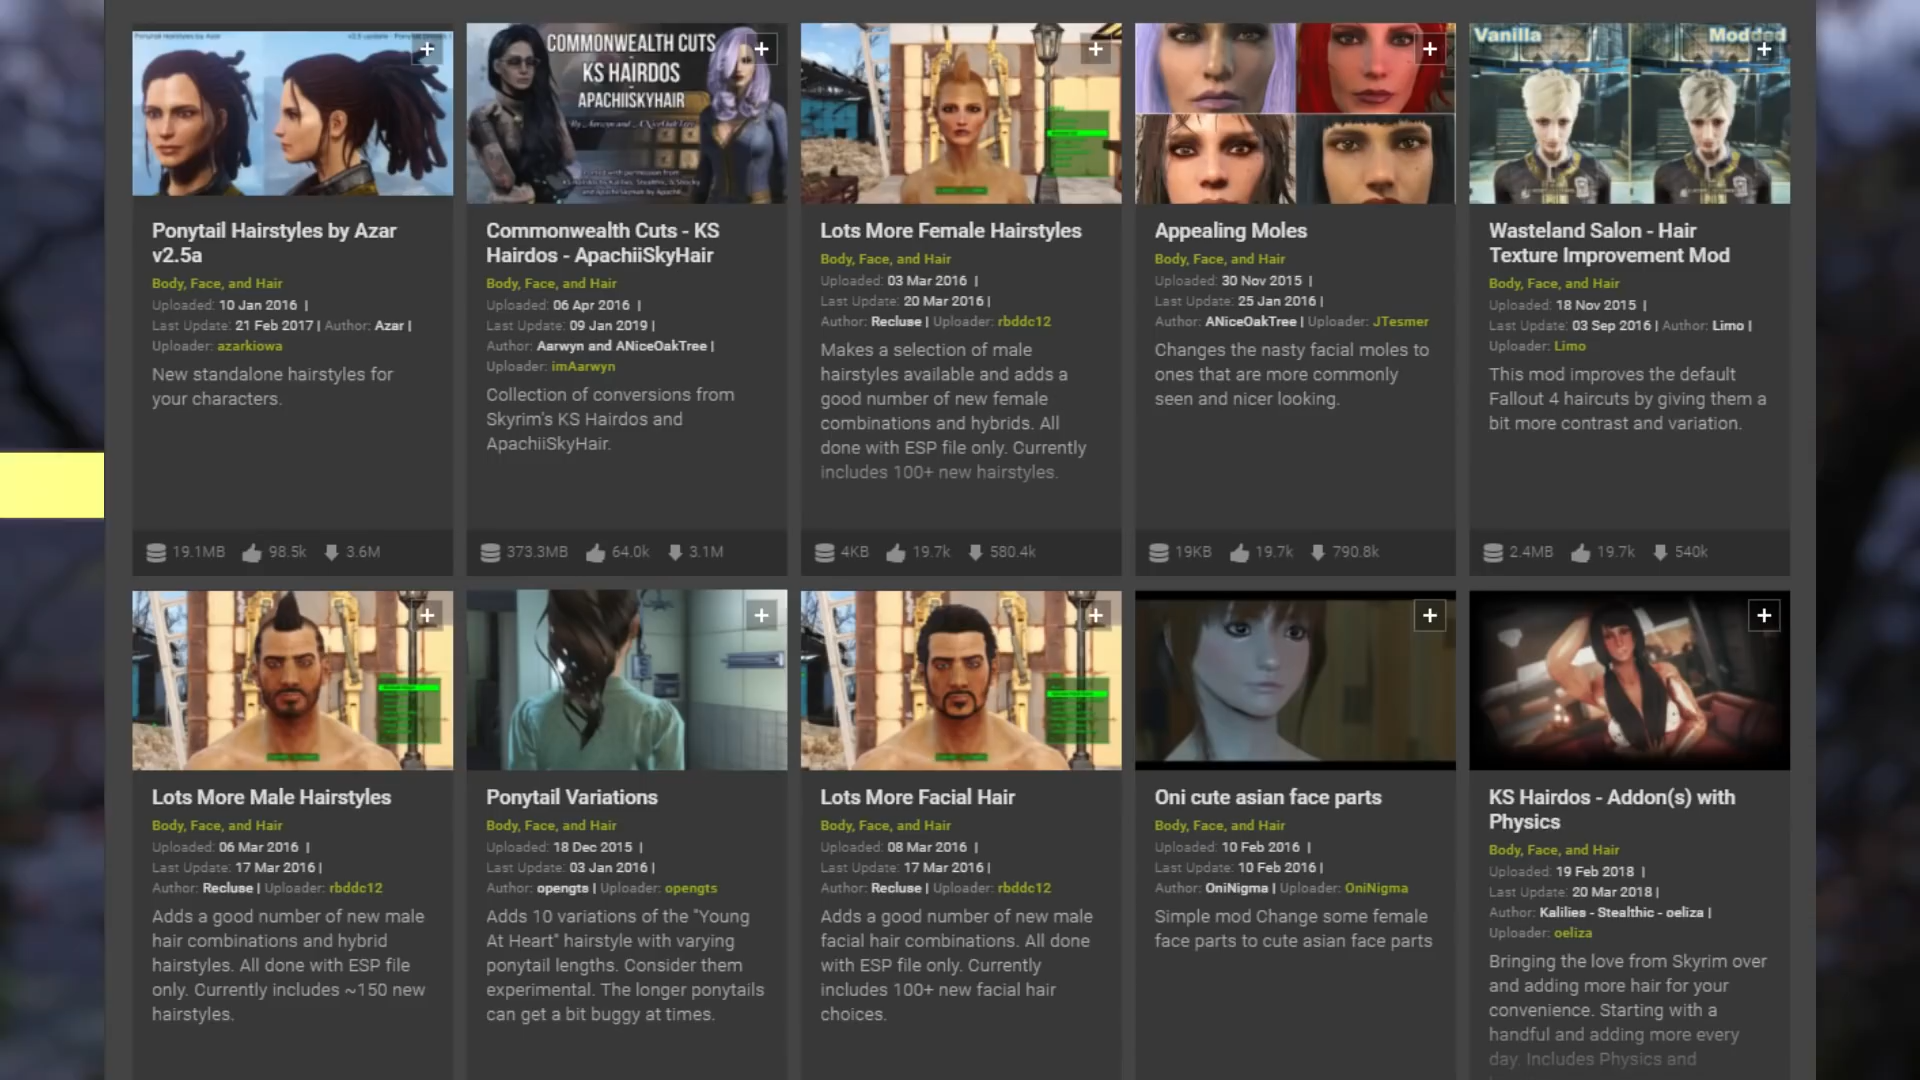 Ponytail Hairstyles by Azar
COMMONWEALTH CUTS
KS HAIRDOS
APACHIISKYHAIR
By Aarwyn and ANiceOakTree
Vanilla
Modded
Ponytail Hairstyles by Azar
v2.5a
Body, Face, and Hair
Uploaded: 10 Jan 2016 |
Last Update: 21 Feb 2017 | Author: Azar |
Uploader: azarkiowa
New standalone hairstyles for
your characters.
19.1MB 98.5k 3.6M
Commonwealth Cuts - KS
Hairdos - ApachiiSkyHair
Body, Face, and Hair
Uploaded: 06 Apr 2016 |
Last Update: 09 Jan 2019 |
Author: Aarwyn and ANiceOakTree |
Uploader: imAarwyn
Collection of conversions from
Skyrim's KS Hairdos and
ApachiiSkyHair.
373.3MB 64.0k 3.1M
Lots More Female Hairstyles
Body, Face, and Hair
Uploaded: 03 Mar 2016 |
Last Update: 20 Mar 2016 |
Author: Recluse | Uploader: rbddc12
Makes a selection of male
hairstyles available and adds a
good number of new female
combinations and hybrids. All
done with ESP file only. Currently
includes 100+ new hairstyles.
4KB 19.7k 580.4k
Appealing Moles
Body, Face, and Hair
Uploaded: 30 Nov 2015 |
Last Update: 25 Jan 2016 |
Author: ANiceOakTree | Uploader: JTesmer
Changes the nasty facial moles to
ones that are more commonly
seen and nicer looking.
19KB 19.7k 790.8k
Wasteland Salon - Hair
Texture Improvement Mod
Body, Face, and Hair
Uploaded: 18 Nov 2015 |
Last Update: 03 Sep 2016 | Author: Limo |
Uploader: Limo
This mod improves the default
Fallout 4 haircuts by giving them a
bit more contrast and variation.
2.4MB 19.7k 540k
Lots More Male Hairstyles
Body, Face, and Hair
Uploaded: 06 Mar 2016 |
Last Update: 17 Mar 2016 |
Author: Recluse | Uploader: rbddc12
Adds a good number of new male
hair combinations and hybrid
hairstyles. All done with ESP file
only. Currently includes ~150 new
hairstyles.
Ponytail Variations
Body, Face, and Hair
Uploaded: 18 Dec 2015 |
Last Update: 03 Jan 2016 |
Author: opengts | Uploader: opengts
Adds 10 variations of the "Young
At Heart" hairstyle with varying
ponytail lengths. Consider them
experimental. The longer ponytails
can get a bit buggy at times.
Lots More Facial Hair
Body, Face, and Hair
Uploaded: 08 Mar 2016 |
Last Update: 17 Mar 2016 |
Author: Recluse | Uploader: rbddc12
Adds a good number of new male
facial hair combinations. All done
with ESP file only. Currently
includes 100+ new facial hair
choices.
Oni cute asian face parts
Body, Face, and Hair
Uploaded: 10 Feb 2016 |
Last Update: 10 Feb 2016 |
Author: OniNigma | Uploader: OniNigma
Simple mod Change some female
face parts to cute asian face parts
KS Hairdos - Addon(s) with
Physics
Body, Face, and Hair
Uploaded: 19 Feb 2018 |
Last Update: 20 Mar 2018 |
Author: Kalilies - Stealthic - oeliza |
Uploader: oeliza
Bringing the love from Skyrim over
and adding more hair for your
convenience. Starting with a
handful and adding more every
day. Includes Physics and